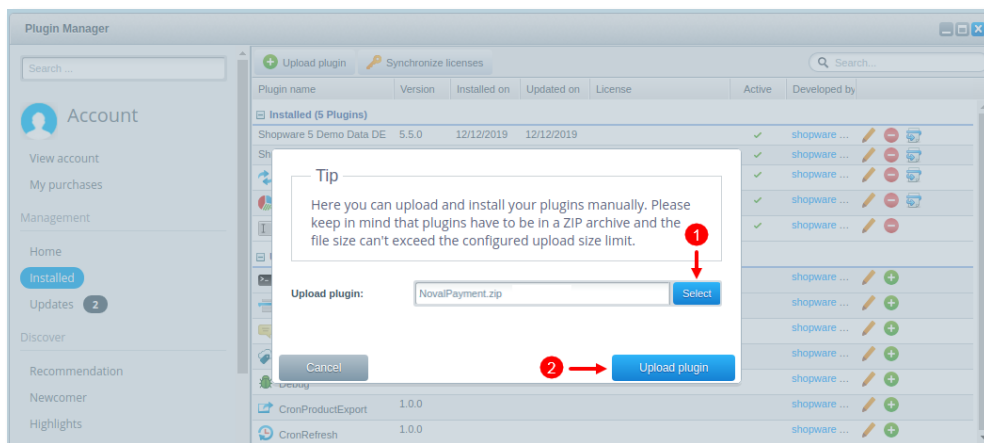 Plugin Manager
Search ...
Account
View account
My purchases
Management
Home
Installed
Updates 2
Discover
Recommendation
Newcomer
Highlights
Upload plugin Synchronize licenses Search...
Plugin name Version Installed on Updated on License Active Developed by
Installed (5 Plugins)
Shopware 5 Demo Data DE 5.5.0 12/12/2019 12/12/2019 shopware ...
Sh shopware ...
shopware ...
shopware ...
shopware ...
Tip
Here you can upload and install your plugins manually. Please
keep in mind that plugins have to be in a ZIP archive and the
file size can't exceed the configured upload size limit.
1
Upload plugin: NovalPayment.zip Select
Cancel 2 Upload plugin
shopware ...
shopware ...
shopware ...
shopware ...
Debug shopware ...
CronProductExport 1.0.0 shopware ...
CronRefresh 1.0.0 shopware ...